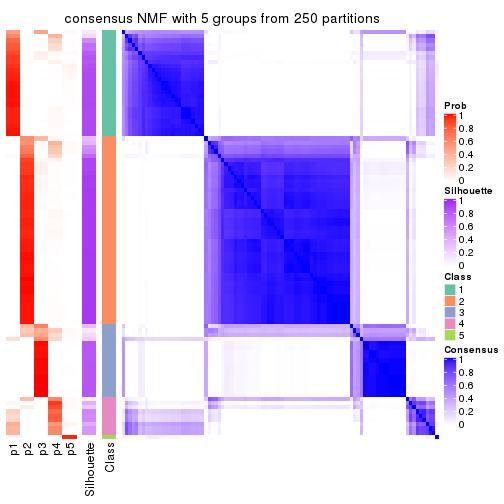 consensus NMF with 5 groups from 250 partitions
Prob
1
0.8
0.6
0.4
0.2
0
Silhouette
1
0.8
0.6
0.4
0.2
0
Class
1
2
3
4
5
Consensus
1
0.8
0.6
0.4
0.2
0
p1
p2
p3
p4
p5
Silhouette
Class